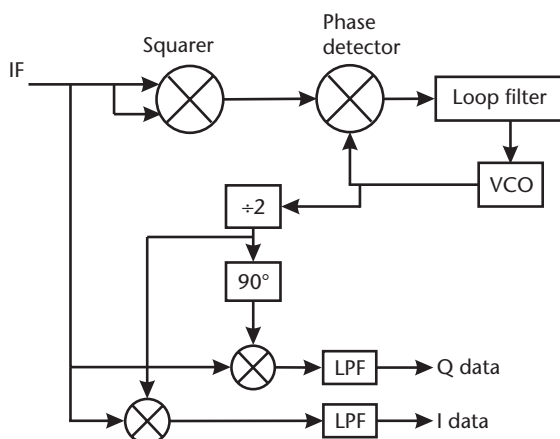 Squarer
Phase
detector
IF
Loop filter
VCO
÷2
90°
LPF
Q data
LPF
I data